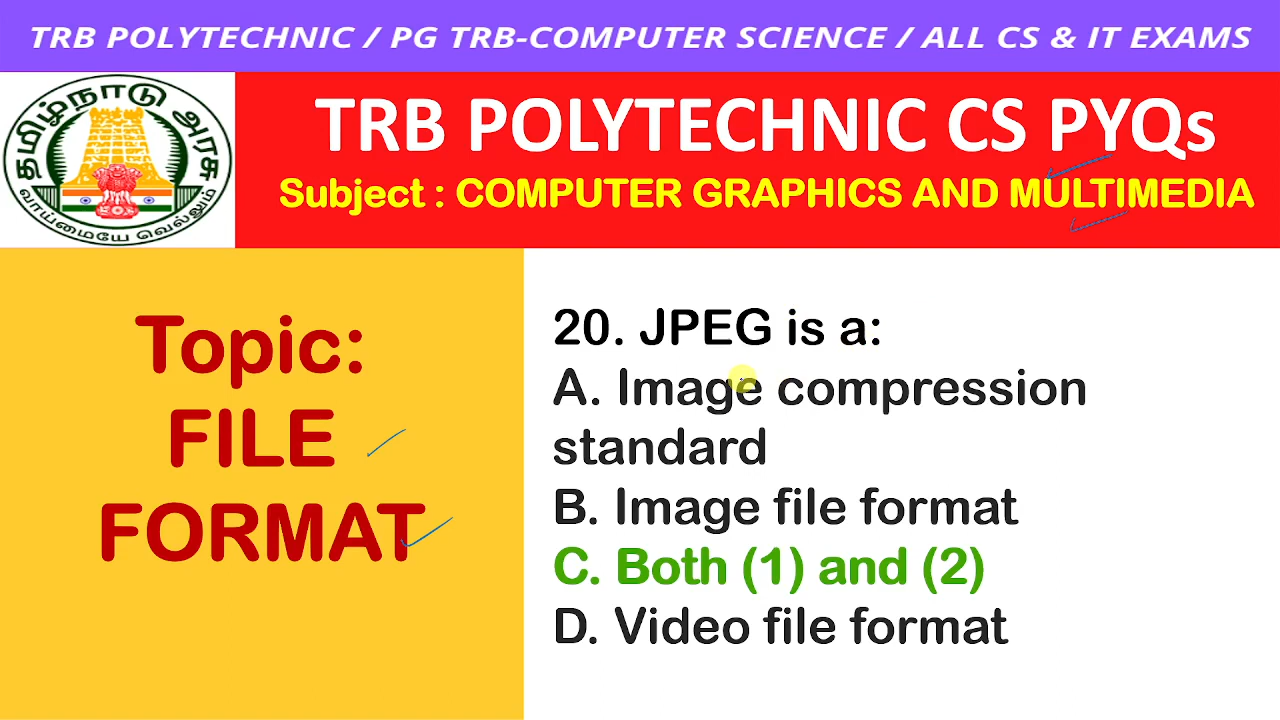 TRB POLYTECHNIC / PG TRB-COMPUTER SCIENCE / ALL CS & IT EXAMS
தமிழ்நாடு அரசு
வாய்மையே வெல்லும்
TRB POLYTECHNIC CS PYQs
Subject : COMPUTER GRAPHICS AND MULTIMEDIA
Topic:
FILE
FORMAT
20. JPEG is a:
A. Image compression
standard
B. Image file format
C. Both (1) and (2)
D. Video file format